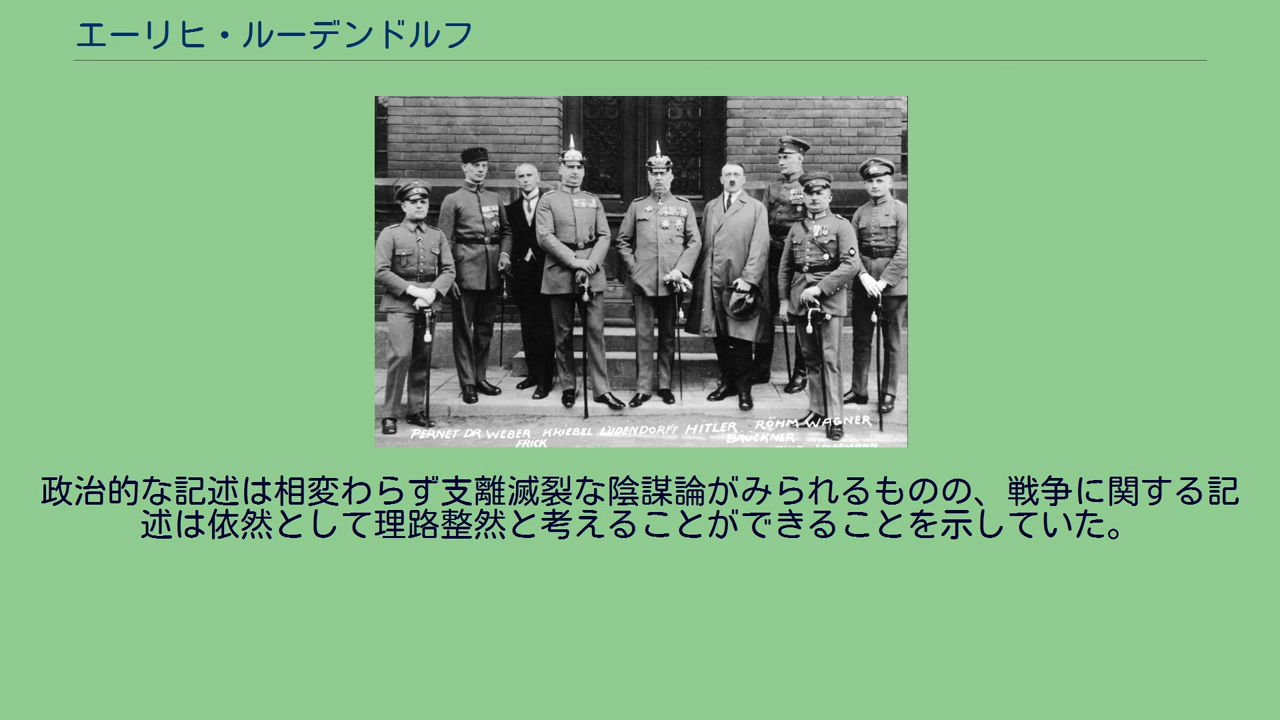 エーリヒ・ルーデンドルフ
PERNET DR WEBER KRIEBEL LUDENDORFF HITLER RÖHM WAGNER
FRICK BRÜCKNER
政治的な記述は相変わらず支離滅裂な陰謀論がみられるものの、戦争に関する記
述は依然として理路整然と考えることができることを示していた。